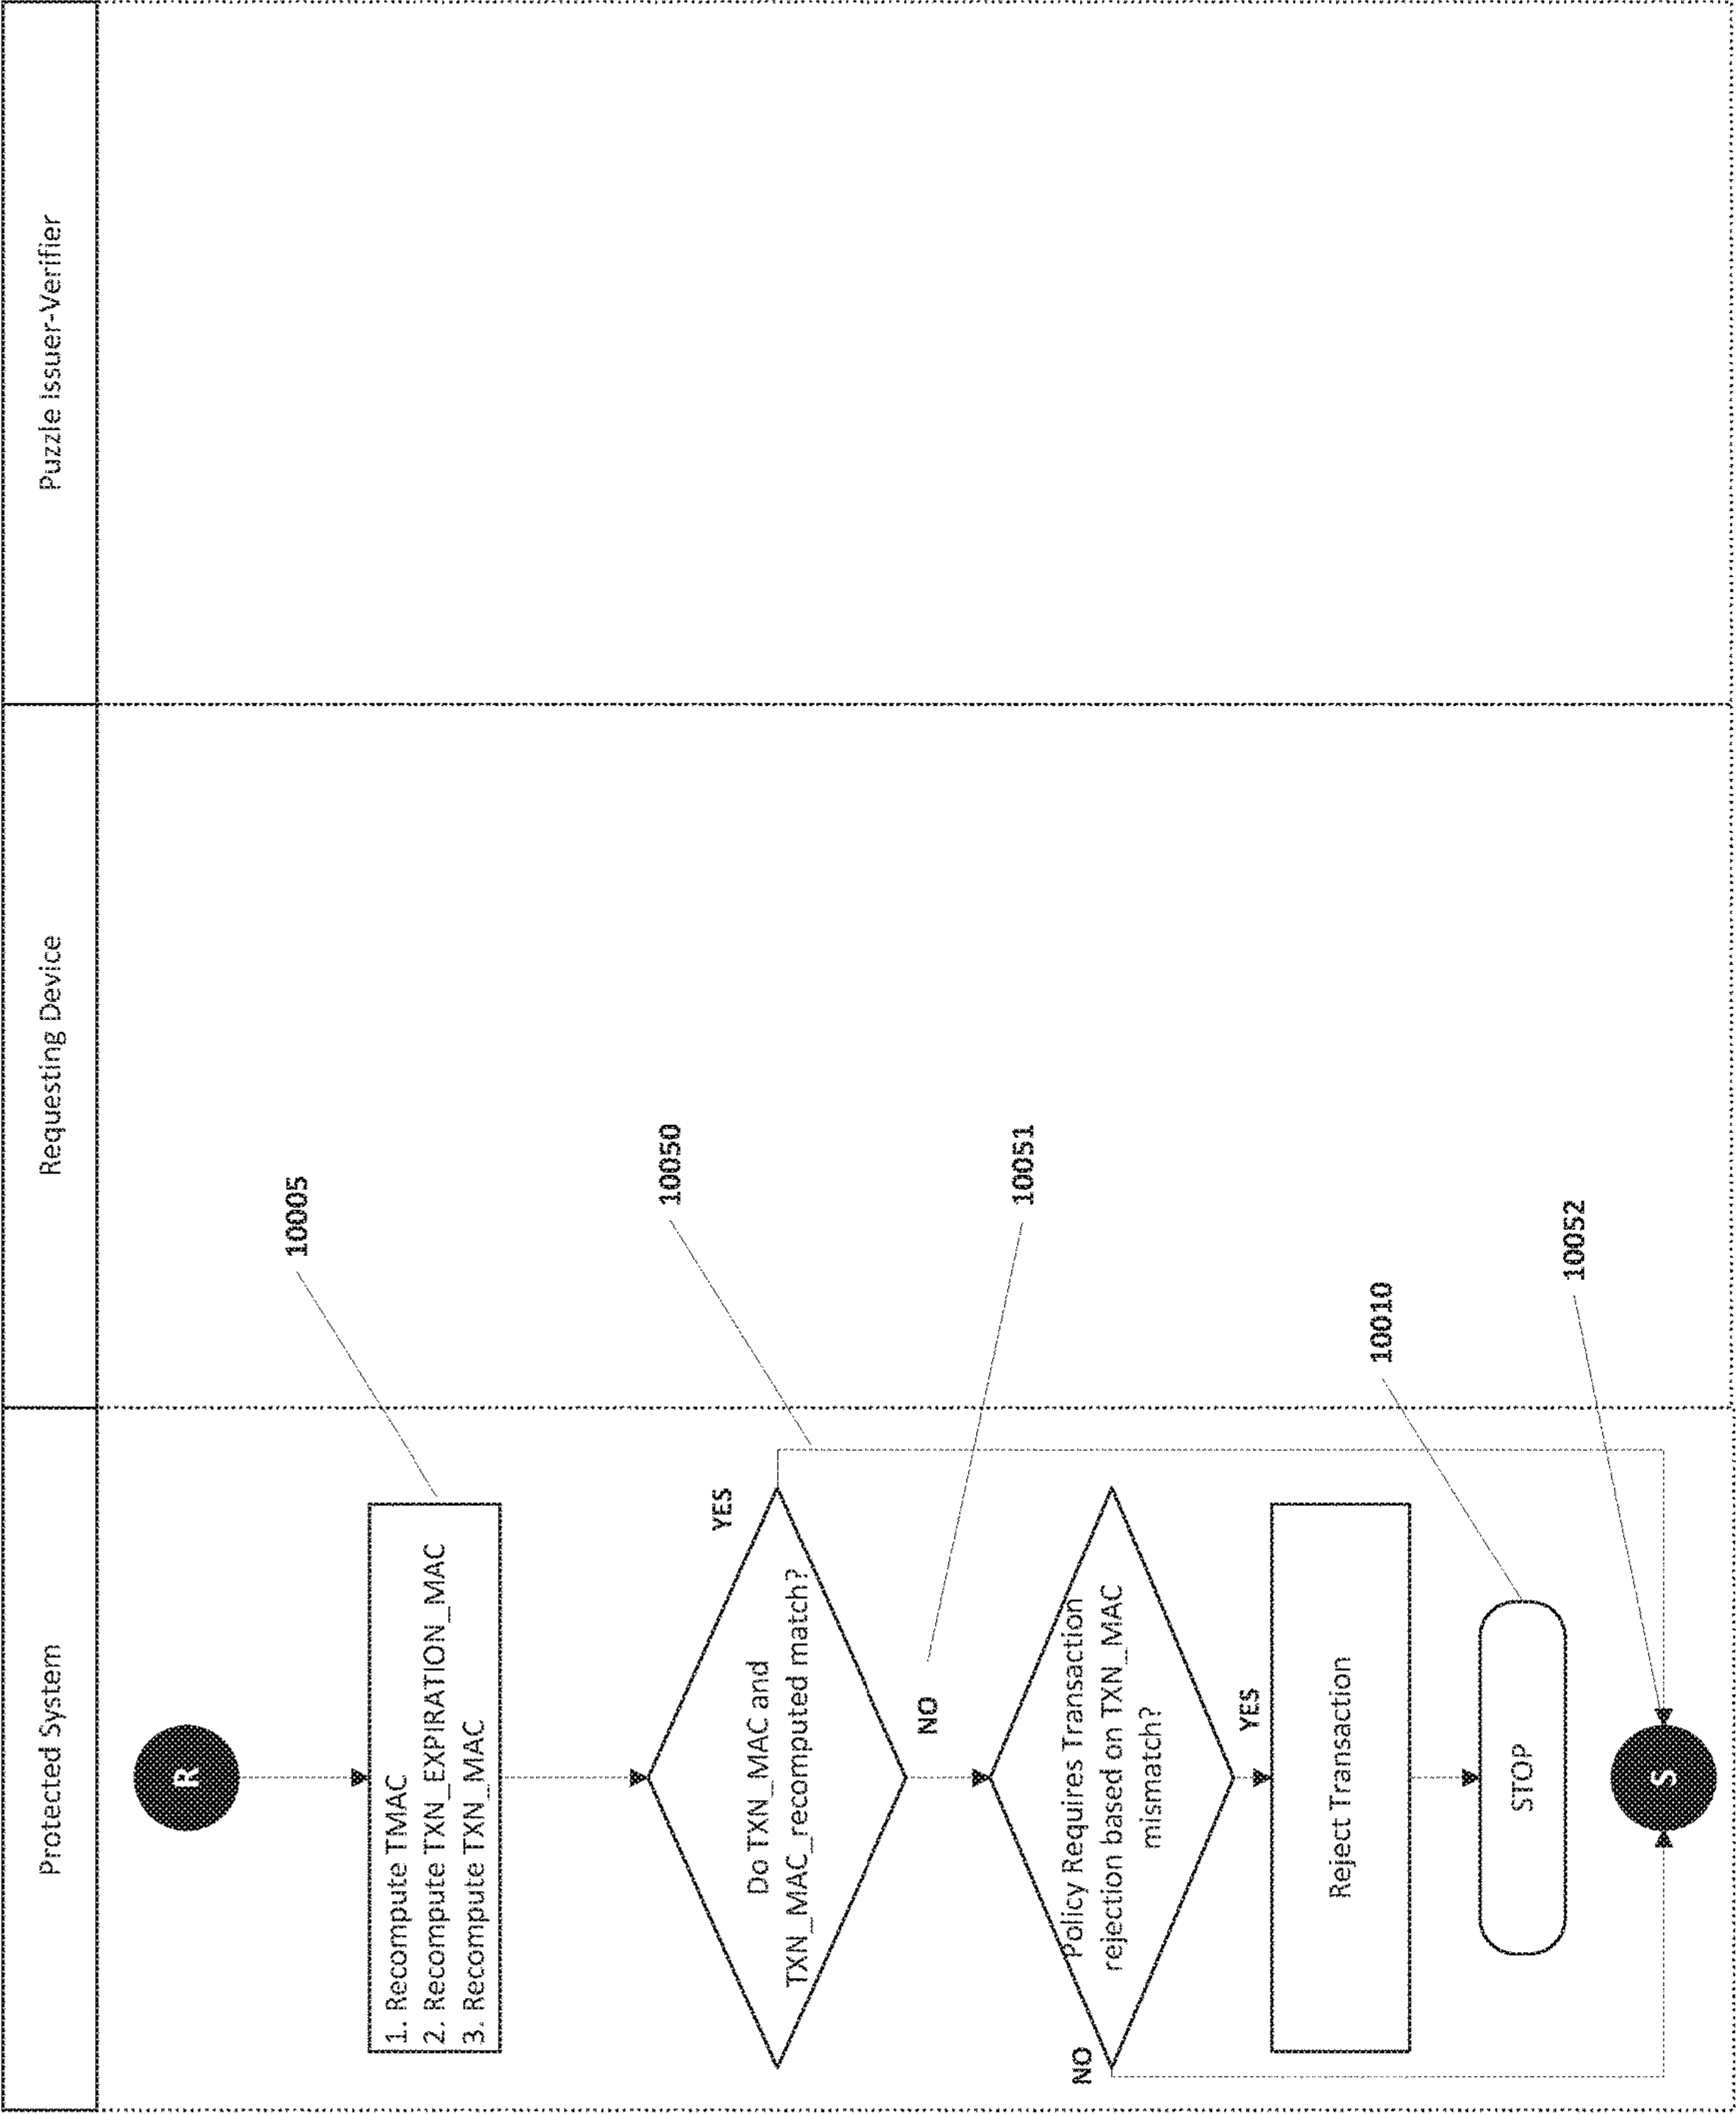 Protected System
Requesting Device
Puzzle Issuer-Verifier
R
10005
1. Recompute TMAC
2. Recompute TXN_EXPIRATION_MAC
3. Recompute TXN_MAC
YES
10050
Do TXN_MAC and
TXN_MAC_recomputed match?
NO
10051
Policy Requires Transaction
rejection based on TXN_MAC
mismatch?
NO
YES
Reject Transaction
10010
STOP
10052
S